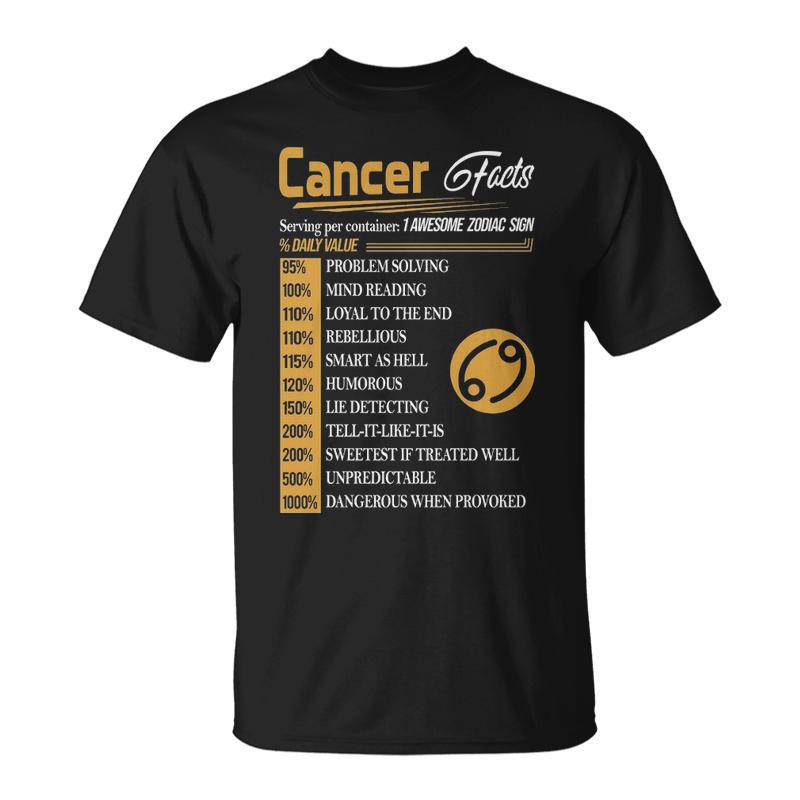 Cancer Facts
Serving per container: 1 AWESOME ZODIAC SIGN
% DAILY VALUE
95% PROBLEM SOLVING
100% MIND READING
110% LOYAL TO THE END
110% REBELLIOUS
115% SMART AS HELL
120% HUMOROUS
150% LIE DETECTING
200% TELL-IT-LIKE-IT-IS
200% SWEETEST IF TREATED WELL
500% UNPREDICTABLE
1000% DANGEROUS WHEN PROVOKED